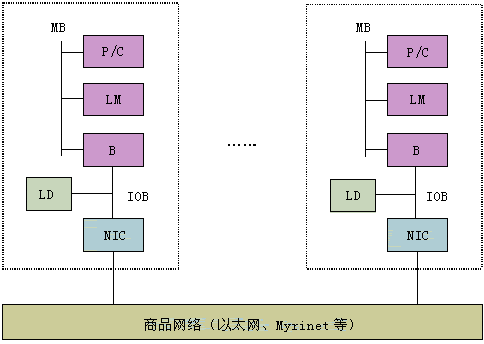 MB
P/C
LM
B
LD
IOB
NIC
……
MB
P/C
LM
B
LD
IOB
NIC
商品网络(以太网、Myrinet 等)